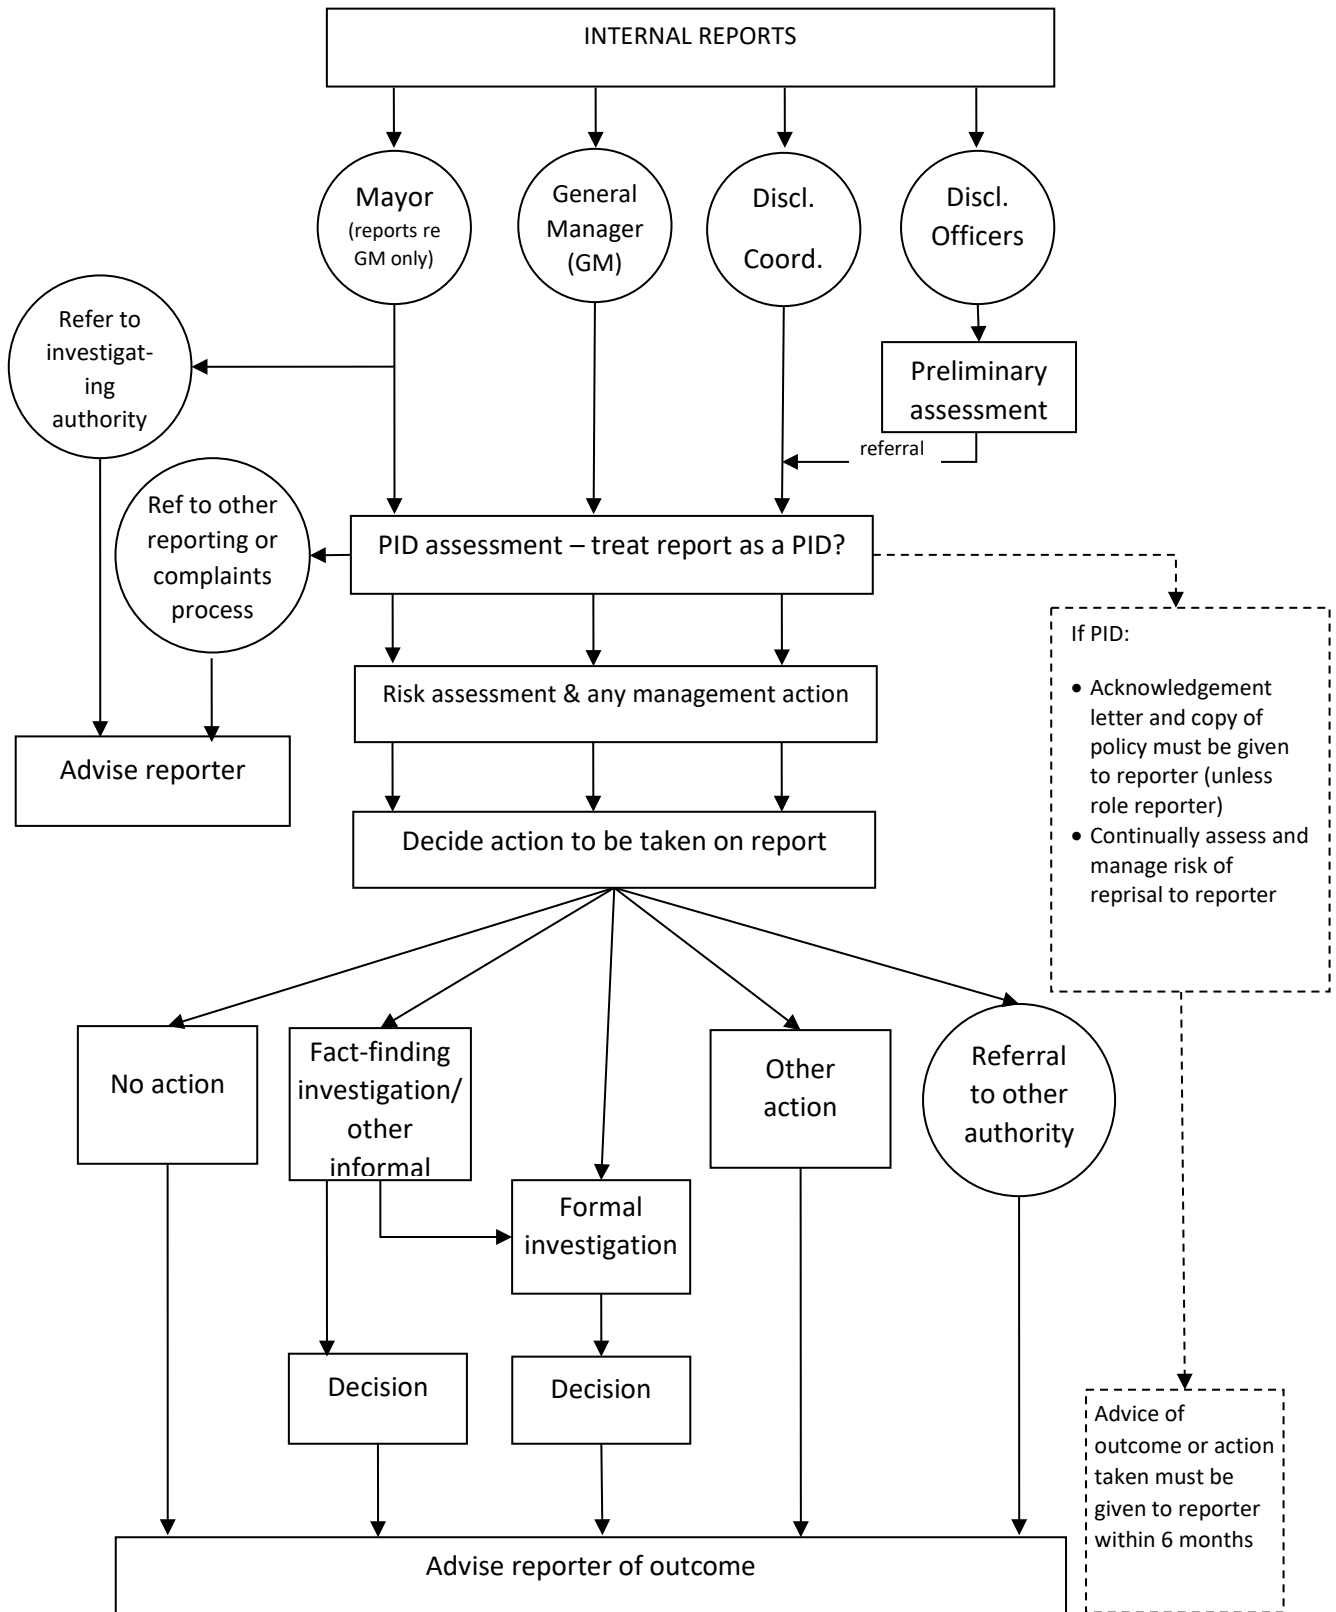 INTERNAL REPORTS
Mayor
(reports re
GM only)
General
Manager
(GM)
Discl.
Coord.
Discl.
Officers
Refer to
investigat-
ing
authority
Preliminary
assessment
referral
Ref to other
reporting or
complaints
process
PID assessment – treat report as a PID?
If PID:
• Acknowledgement
letter and copy of
policy must be given
to reporter (unless
role reporter)
• Continually assess and
manage risk of
reprisal to reporter
Risk assessment & any management action
Advise reporter
Decide action to be taken on report
No action
Fact-finding
investigation/
other
informal
Other
action
Referral
to other
authority
Formal
investigation
Decision
Decision
Advice of
outcome or action
taken must be
given to reporter
within 6 months
Advise reporter of outcome